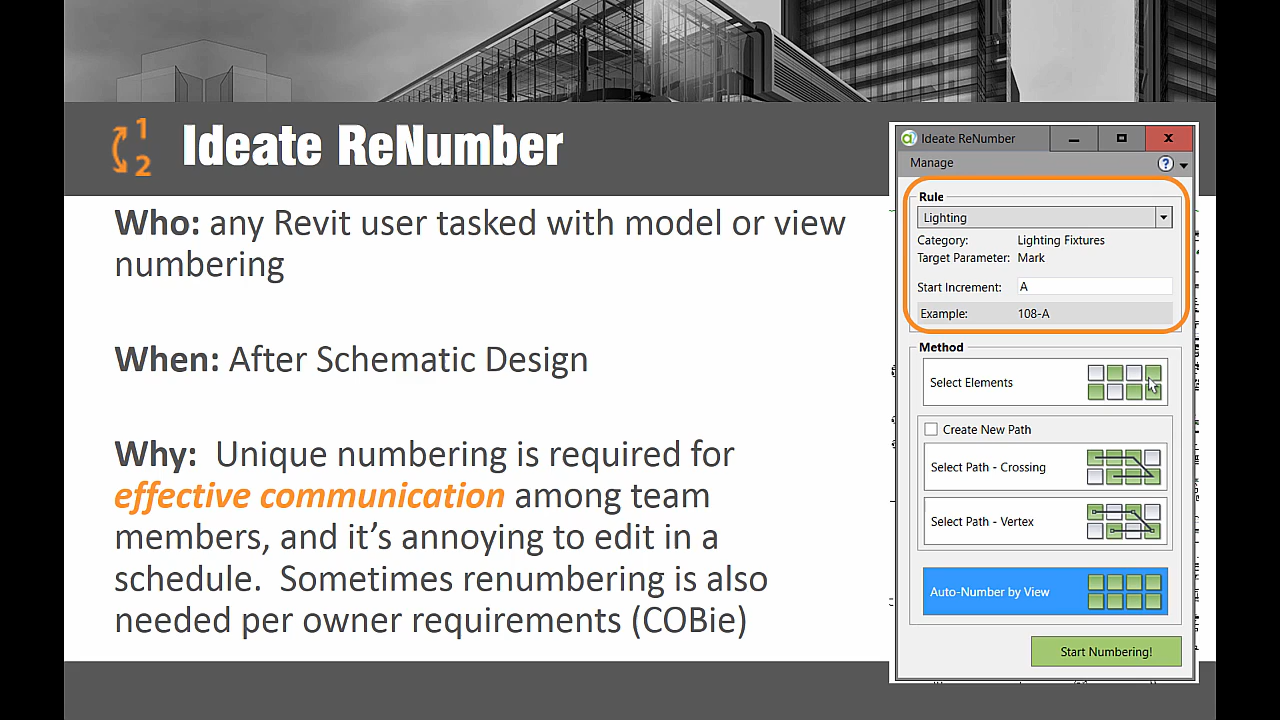 1
2
Ideate ReNumber
Who: any Revit user tasked with model or view
numbering
When: After Schematic Design
Why:  Unique numbering is required for
effective communication among team
members, and it's annoying to edit in a
schedule.  Sometimes renumbering is also
needed per owner requirements (COBie)
Ideate ReNumber
Manage
?
Rule
Lighting
Category: Lighting Fixtures
Target Parameter: Mark
Start Increment: A
Example: 108-A
Method
Select Elements
Create New Path
Select Path - Crossing
Select Path - Vertex
Auto-Number by View
Start Numbering!